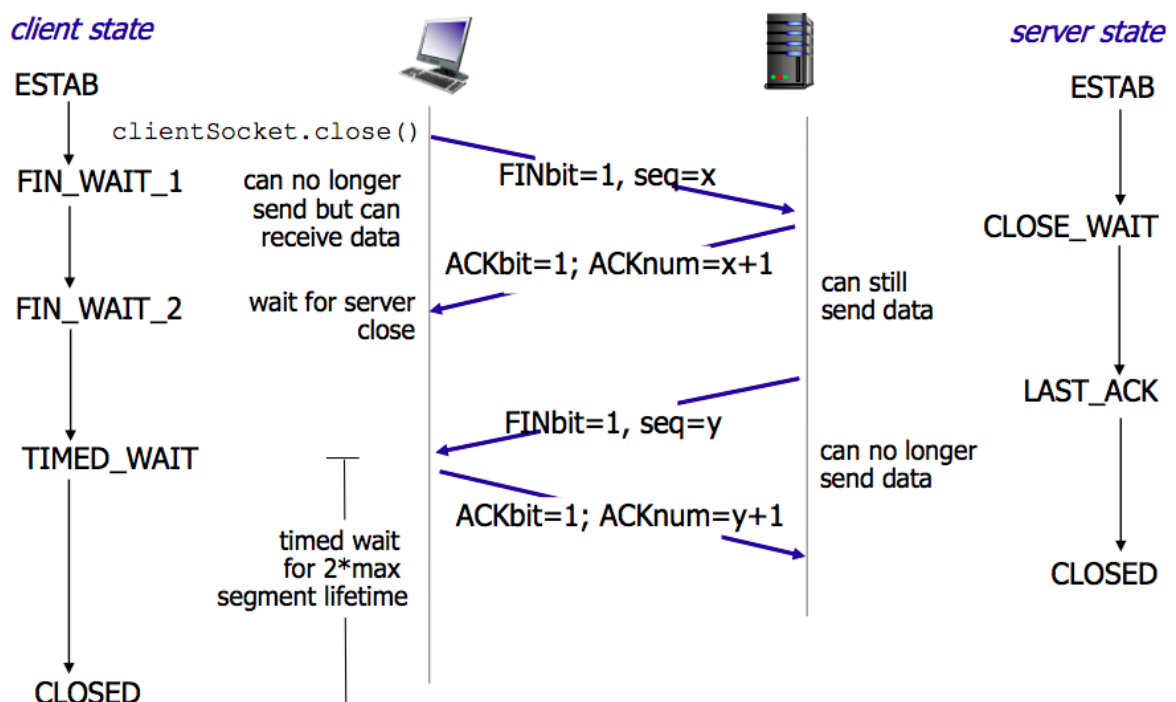 client state
server state
ESTAB
ESTAB
clientSocket.close()
FINbit=1, seq=x
FIN_WAIT_1
can no longer
send but can
receive data
CLOSE_WAIT
ACKbit=1; ACKnum=x+1
can still
send data
FIN_WAIT_2
wait for server
close
LAST_ACK
FINbit=1, seq=y
TIMED_WAIT
can no longer
send data
ACKbit=1; ACKnum=y+1
timed wait
for 2*max
segment lifetime
CLOSED
CLOSED